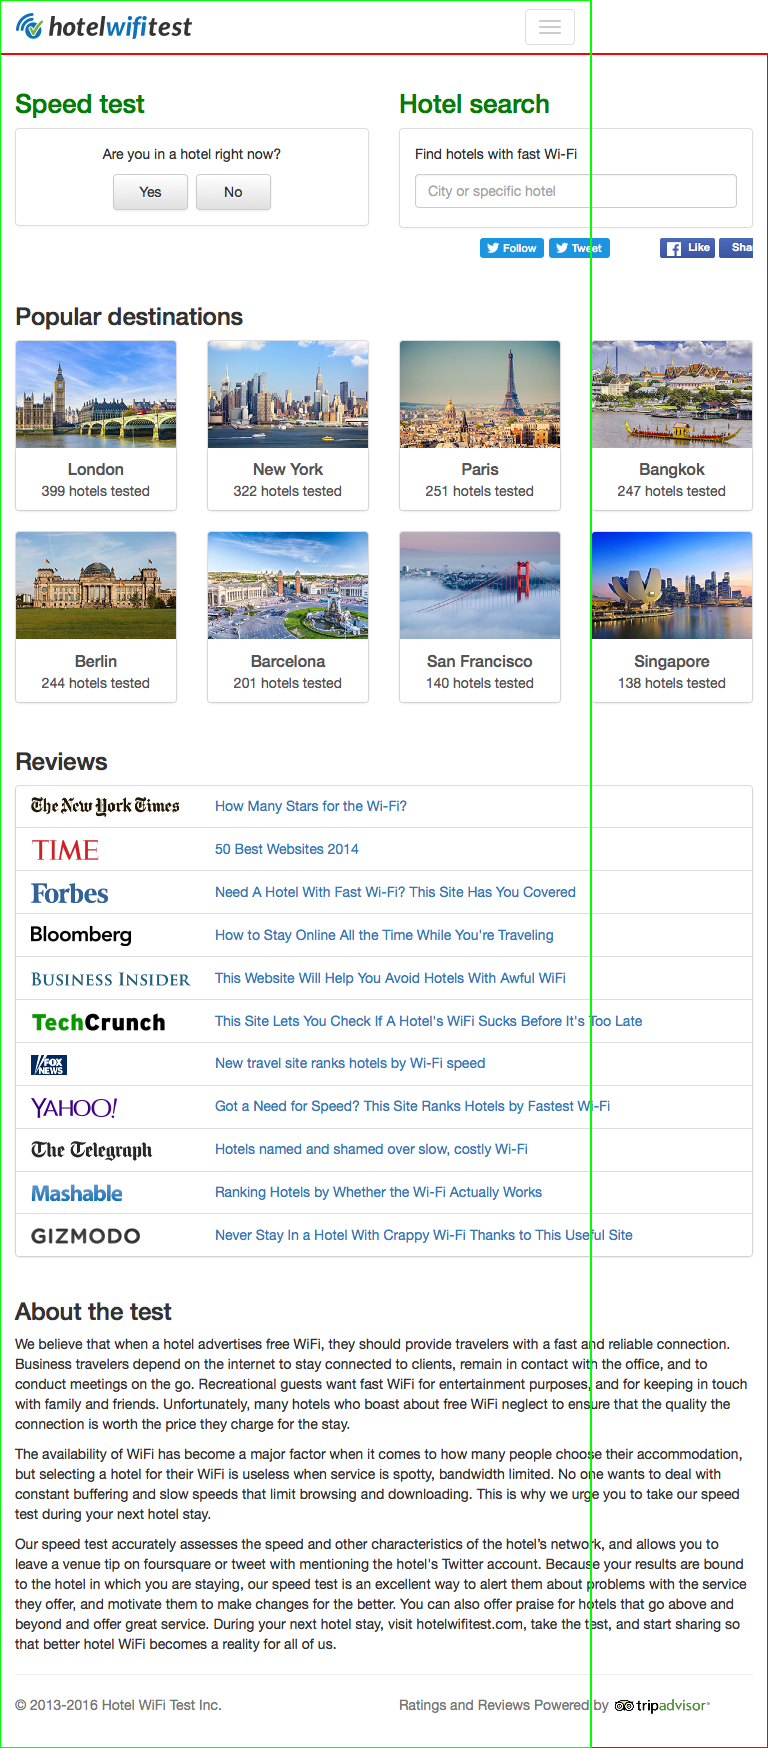 hotelwifitest
Speed test
Hotel search
Are you in a hotel right now?
Yes
No
Find hotels with fast Wi-Fi
City or specific hotel
Follow
Tweet
Like
Sha
Popular destinations
London
399 hotels tested
New York
322 hotels tested
Paris
251 hotels tested
Bangkok
247 hotels tested
Berlin
244 hotels tested
Barcelona
201 hotels tested
San Francisco
140 hotels tested
Singapore
138 hotels tested
Reviews
The New York Times
How Many Stars for the Wi-Fi?
TIME
50 Best Websites 2014
Forbes
Need A Hotel With Fast Wi-Fi? This Site Has You Covered
Bloomberg
How to Stay Online All the Time While You're Traveling
BUSINESS INSIDER
This Website Will Help You Avoid Hotels With Awful WiFi
TechCrunch
This Site Lets You Check If A Hotel's WiFi Sucks Before It's Too Late
FOX NEWS
New travel site ranks hotels by Wi-Fi speed
YAHOO!
Got a Need for Speed? This Site Ranks Hotels by Fastest Wi-Fi
The Telegraph
Hotels named and shamed over slow, costly Wi-Fi
Mashable
Ranking Hotels by Whether the Wi-Fi Actually Works
GIZMODO
Never Stay In a Hotel With Crappy Wi-Fi Thanks to This Useful Site
About the test
We believe that when a hotel advertises free WiFi, they should provide travelers with a fast and reliable connection.
Business travelers depend on the internet to stay connected to clients, remain in contact with the office, and to
conduct meetings on the go. Recreational guests want fast WiFi for entertainment purposes, and for keeping in touch
with family and friends. Unfortunately, many hotels who boast about free WiFi neglect to ensure that the quality the
connection is worth the price they charge for the stay.
The availability of WiFi has become a major factor when it comes to how many people choose their accommodation,
but selecting a hotel for their WiFi is useless when service is spotty, bandwidth limited. No one wants to deal with
constant buffering and slow speeds that limit browsing and downloading. This is why we urge you to take our speed
test during your next hotel stay.
Our speed test accurately assesses the speed and other characteristics of the hotel’s network, and allows you to
leave a venue tip on foursquare or tweet with mentioning the hotel's Twitter account. Because your results are bound
to the hotel in which you are staying, our speed test is an excellent way to alert them about problems with the service
they offer, and motivate them to make changes for the better. You can also offer praise for hotels that go above and
beyond and offer great service. During your next hotel stay, visit hotelwifitest.com, take the test, and start sharing so
that better hotel WiFi becomes a reality for all of us.
© 2013-2016 Hotel WiFi Test Inc.
Ratings and Reviews Powered by tripadvisor